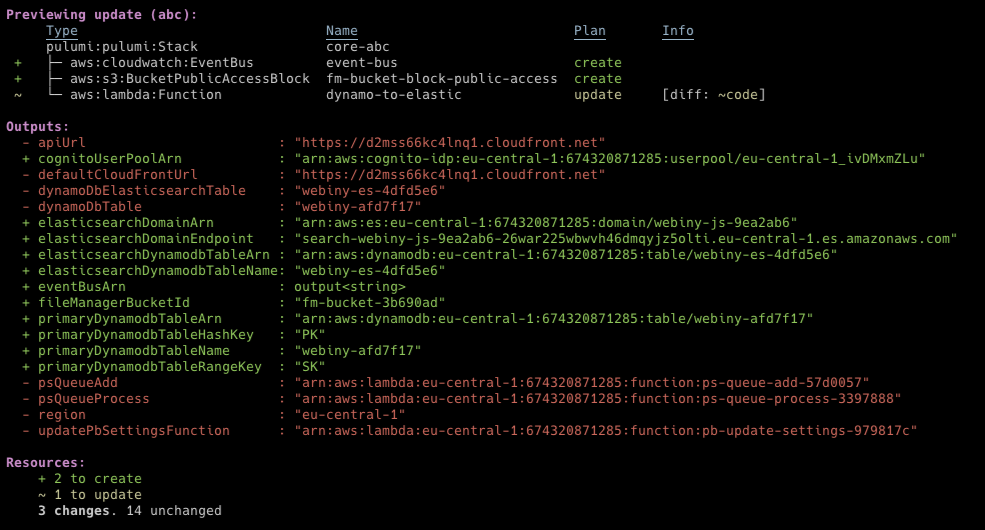 Previewing update (abc):
Type Name Plan Info
pulumi:pulumi:Stack core-abc
+ ├─ aws:cloudwatch:EventBus event-bus create
+ ├─ aws:s3:BucketPublicAccessBlock fm-bucket-block-public-access create
~ └─ aws:lambda:Function dynamo-to-elastic update [diff: ~code]
Outputs:
- apiUrl : "https://d2mss66kc4lnq1.cloudfront.net"
+ cognitoUserPoolArn : "arn:aws:cognito-idp:eu-central-1:674320871285:userpool/eu-central-1_ivDMxmZLu"
- defaultCloudFrontUrl : "https://d2mss66kc4lnq1.cloudfront.net"
- dynamoDbElasticsearchTable : "webiny-es-4dfd5e6"
- dynamoDbTable : "webiny-afd7f17"
+ elasticsearchDomainArn : "arn:aws:es:eu-central-1:674320871285:domain/webiny-js-9ea2ab6"
+ elasticsearchDomainEndpoint : "search-webiny-js-9ea2ab6-26war225wbwvh46dmqyjz5olti.eu-central-1.es.amazonaws.com"
+ elasticsearchDynamodbTableArn : "arn:aws:dynamodb:eu-central-1:674320871285:table/webiny-es-4dfd5e6"
+ elasticsearchDynamodbTableName: "webiny-es-4dfd5e6"
+ eventBusArn : output<string>
+ fileManagerBucketId : "fm-bucket-3b690ad"
+ primaryDynamodbTableArn : "arn:aws:dynamodb:eu-central-1:674320871285:table/webiny-afd7f17"
+ primaryDynamodbTableHashKey : "PK"
+ primaryDynamodbTableName : "webiny-afd7f17"
+ primaryDynamodbTableRangeKey : "SK"
- psQueueAdd : "arn:aws:lambda:eu-central-1:674320871285:function:ps-queue-add-57d0057"
- psQueueProcess : "arn:aws:lambda:eu-central-1:674320871285:function:ps-queue-process-3397888"
- region : "eu-central-1"
- updatePbSettingsFunction : "arn:aws:lambda:eu-central-1:674320871285:function:pb-update-settings-979817c"
Resources:
+ 2 to create
~ 1 to update
3 changes. 14 unchanged